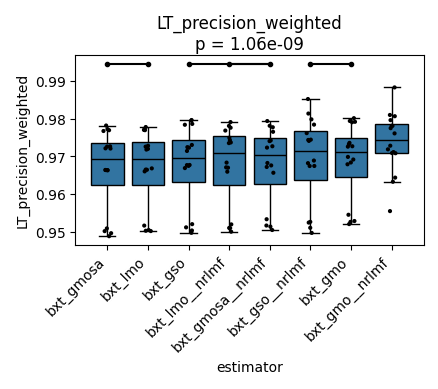 LT_precision_weighted
p = 1.06e-09
LT_precision_weighted
0.99
0.98
0.97
0.96
0.95
bxt_gmosa
bxt_lmo
bxt_gso
bxt_lmo__nrlmf
bxt_gmosa__nrlmf
bxt_gso__nrlmf
bxt_gmo
bxt_gmo__nrlmf
estimator